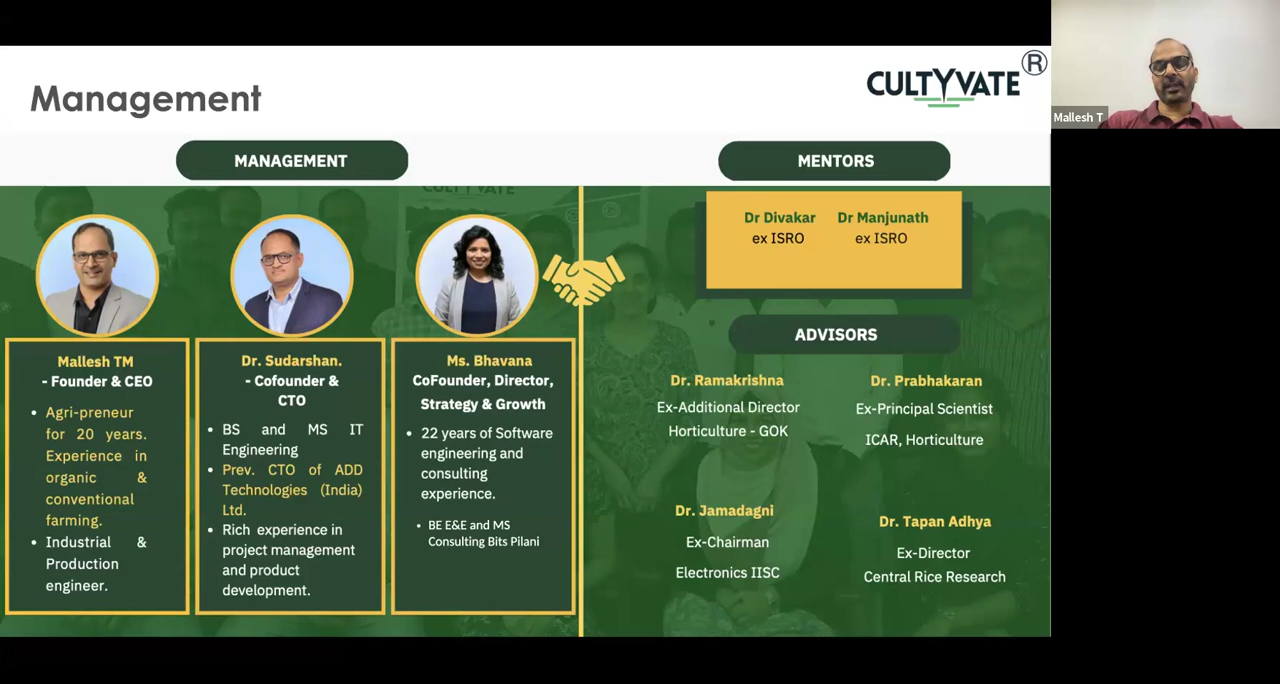 Management
CULTYVATE
®
Mallesh T
MANAGEMENT
MENTORS
CULTYVATE
Dr Divakar
ex ISRO
Dr Manjunath
ex ISRO
Mallesh TM
- Founder & CEO
• Agri-preneur
for 20 years.
Experience in
organic &
conventional
farming.
• Industrial &
Production
engineer.
Dr. Sudarshan.
- Cofounder &
CTO
• BS and MS IT
Engineering
• Prev. CTO of ADD
Technologies (India)
Ltd.
• Rich experience in
project management
and product
development.
Ms. Bhavana
CoFounder, Director,
Strategy & Growth
• 22 years of Software
engineering and
consulting
experience.
• BE E&E and MS
Consulting Bits Pilani
ADVISORS
Dr. Ramakrishna
Ex-Additional Director
Horticulture - GOK
Dr. Prabhakaran
Ex-Principal Scientist
ICAR, Horticulture
Dr. Jamadagni
Ex-Chairman
Electronics IISC
Dr. Tapan Adhya
Ex-Director
Central Rice Research